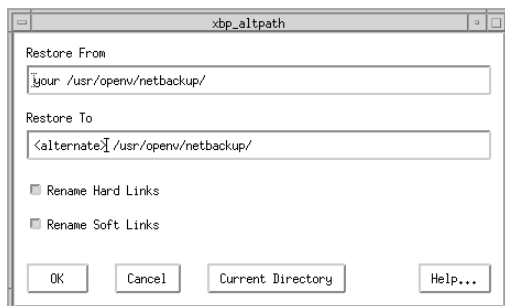 xbp_altpath
Restore From
your /usr/openv/netbackup/
Restore To
<alternate> /usr/openv/netbackup/
Rename Hard Links
Rename Soft Links
OK Cancel Current Directory Help...